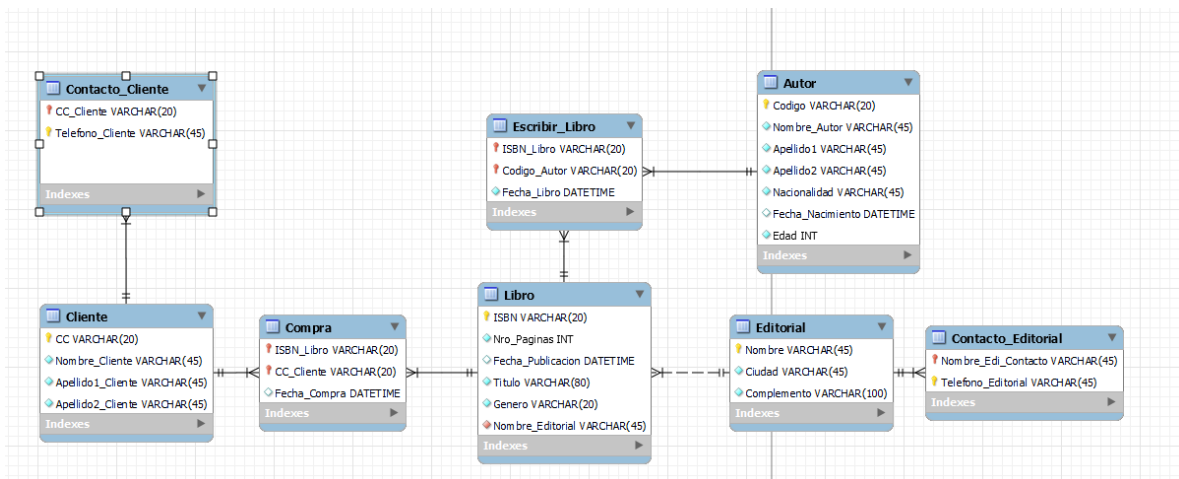 Contacto_Cliente
CC_Cliente VARCHAR(20)
Telefono_Cliente VARCHAR(45)
Indexes
Escribir_Libro
ISBN_Libro VARCHAR(20)
Codigo_Autor VARCHAR(20)
Fecha_Libro DATETIME
Indexes
Autor
Codigo VARCHAR(20)
Nombre_Autor VARCHAR(45)
Apellido1 VARCHAR(45)
Apellido2 VARCHAR(45)
Nacionalidad VARCHAR(45)
Fecha_Nacimiento DATETIME
Edad INT
Indexes
Cliente
CC VARCHAR(20)
Nombre_Cliente VARCHAR(45)
Apellido1_Cliente VARCHAR(45)
Apellido2_Cliente VARCHAR(45)
Indexes
Compra
ISBN_Libro VARCHAR(20)
CC_Cliente VARCHAR(20)
Fecha_Compra DATETIME
Indexes
Libro
ISBN VARCHAR(20)
Nro_Paginas INT
Fecha_Publicacion DATETIME
Titulo VARCHAR(80)
Genero VARCHAR(20)
Nombre_Editorial VARCHAR(45)
Indexes
Editorial
Nombre VARCHAR(45)
Ciudad VARCHAR(45)
Complemento VARCHAR(100)
Indexes
Contacto_Editorial
Nombre_Edi_Contacto VARCHAR(45)
Telefono_Editorial VARCHAR(45)
Indexes